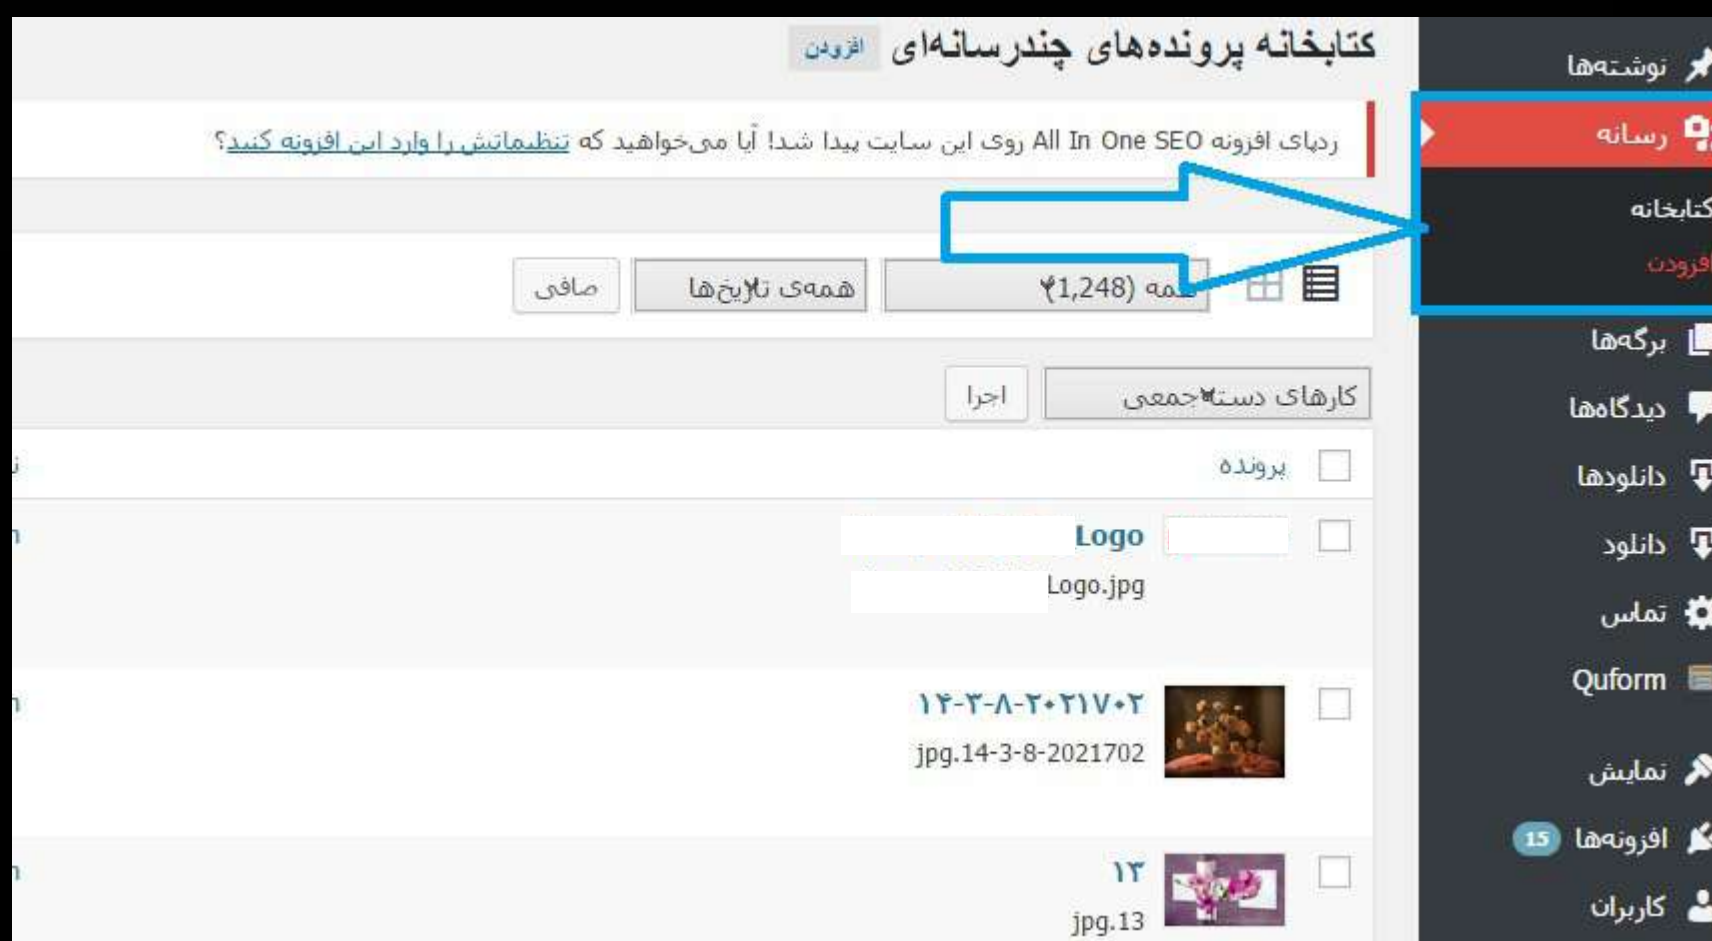 نوشته‌ها
رسانه
کتابخانه
افزودن
برگه‌ها
دیدگاه‌ها
دانلودها
دانلود
تماس
Quform
نمایش
افزونه‌ها 15
کاربران
کتابخانه پرونده‌های چندرسانه‌ای افزودن
ردپای افزونه All In One SEO روی این سایت پیدا شد! آیا می‌خواهید که تنظیماتش را وارد این افزونه کنید؟
همه (1,248) همه‌ی تاریخ‌ها صافی
کارهای دسته‌جمعی اجرا
پرونده
Logo
Logo.jpg
۱۴-۳-۸-۲۰۲۱۷۰۲
jpg.14-3-8-2021702
۱۳
jpg.13